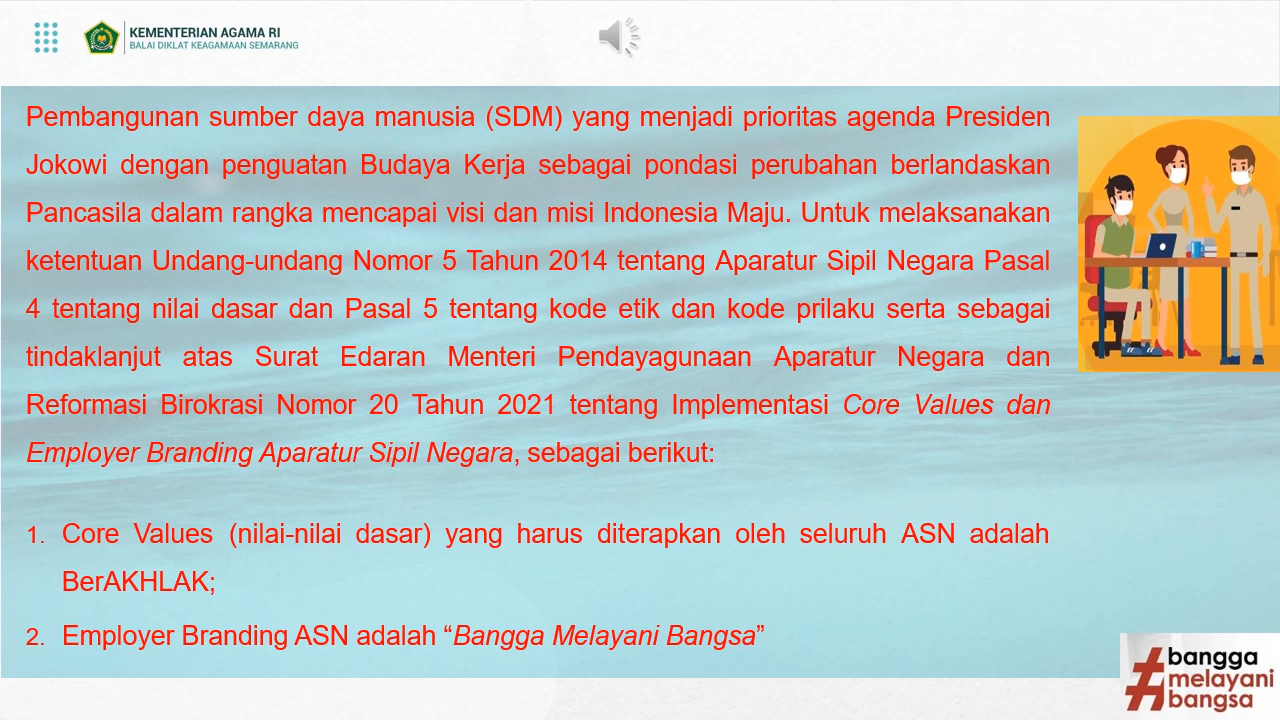 KEMENTERIAN AGAMA RI
BALAI DIKLAT KEAGAMAAN SEMARANG
Pembangunan sumber daya manusia (SDM) yang menjadi prioritas agenda Presiden
Jokowi dengan penguatan Budaya Kerja sebagai pondasi perubahan berlandaskan
Pancasila dalam rangka mencapai visi dan misi Indonesia Maju. Untuk melaksanakan
ketentuan Undang-undang Nomor 5 Tahun 2014 tentang Aparatur Sipil Negara Pasal
4 tentang nilai dasar dan Pasal 5 tentang kode etik dan kode prilaku serta sebagai
tindaklanjut atas Surat Edaran Menteri Pendayagunaan Aparatur Negara dan
Reformasi Birokrasi Nomor 20 Tahun 2021 tentang Implementasi Core Values dan
Employer Branding Aparatur Sipil Negara, sebagai berikut:
1. Core Values (nilai-nilai dasar) yang harus diterapkan oleh seluruh ASN adalah
BerAKHLAK;
2. Employer Branding ASN adalah “Bangga Melayani Bangsa”
#bangga
melayani
bangsa